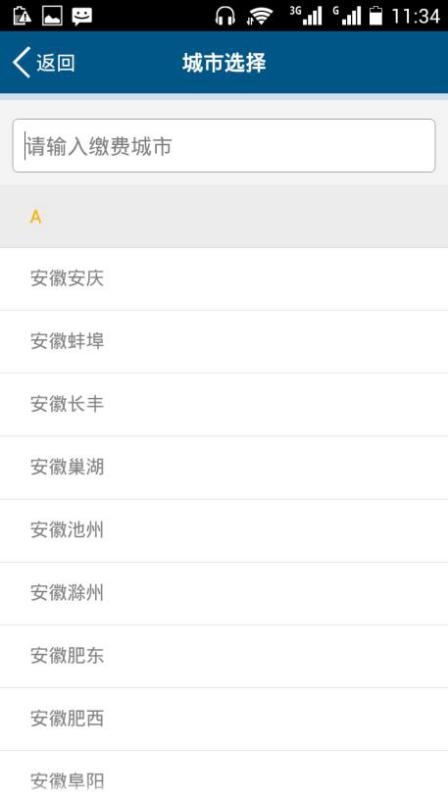 3G G 11:34
返回 城市选择
请输入缴费城市
A
安徽安庆
安徽蚌埠
安徽长丰
安徽巢湖
安徽池州
安徽滁州
安徽肥东
安徽肥西
安徽阜阳